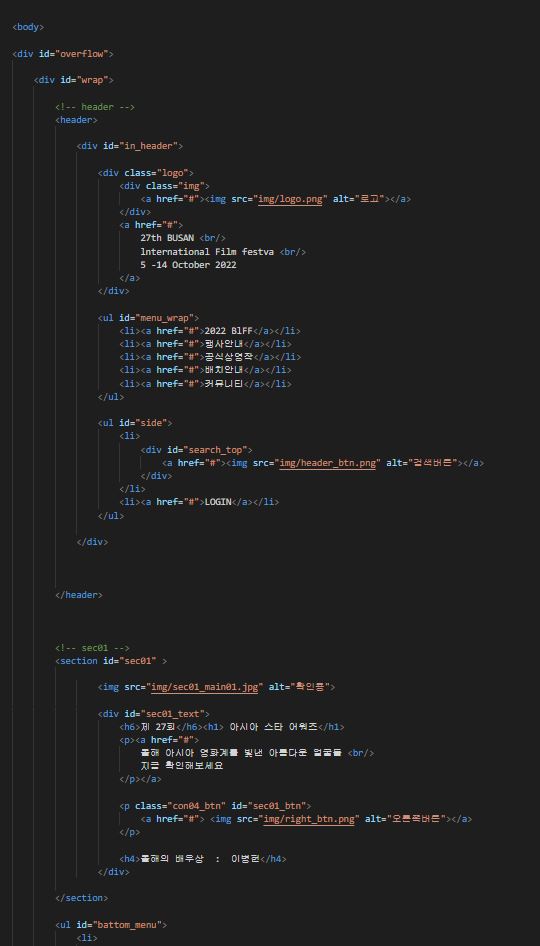 <body>
<div id="overflow">
<div id="wrap">
<!-- header -->
<header>
<div id="in_header">
<div class="logo">
<div class="img">
<a href="#"><img src="img/logo.png" alt="로고"></a>
</div>
<a href="#">
27th BUSAN <br/>
lnternational Film festva <br/>
5 -14 October 2022
</a>
</div>
<ul id="menu_wrap">
<li><a href="#">2022 BlFF</a></li>
<li><a href="#">행사안내</a></li>
<li><a href="#">공식상영작</a></li>
<li><a href="#">배치안내</a></li>
<li><a href="#">커뮤니티</a></li>
</ul>
<ul id="side">
<li>
<div id="search_top">
<a href="#"><img src="img/header_btn.png" alt="검색버튼"></a>
</div>
</li>
<li><a href="#">LOGIN</a></li>
</ul>
</div>
</header>
<!-- sec01 -->
<section id="sec01" >
<img src="img/sec01_main01.jpg" alt="확인용">
<div id="sec01_text">
<h6>제 27회</h6><h1> 아시아 스타 어워즈</h1>
<p><a href="#">
올해 아시아 영화계를 빛낸 아름다운 얼굴들 <br/>
지금 확인해보세요
</p></a>
<p class="con04_btn" id="sec01_btn">
<a href="#"> <img src="img/right_btn.png" alt="오른쪽버튼"></a>
</p>
<h4>올해의 배우상  :  이병헌</h4>
</div>
</section>
<ul id="battom_menu">
<li>